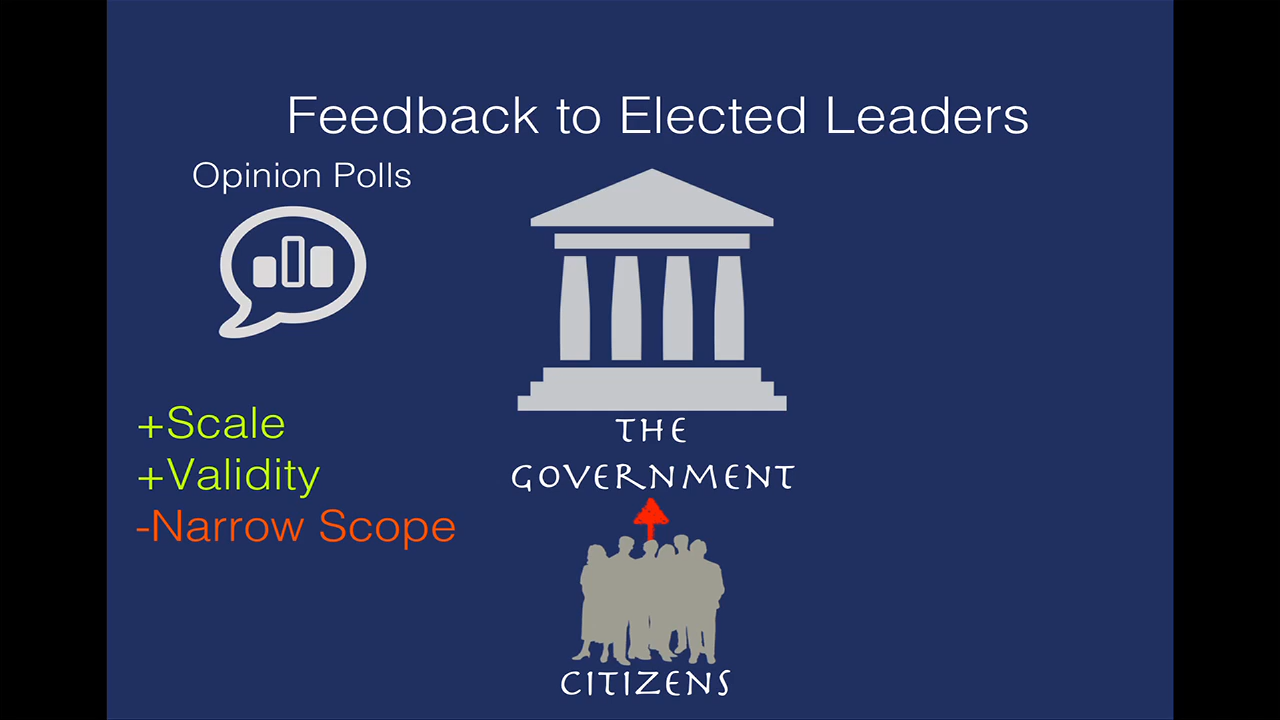 Feedback to Elected Leaders
Opinion Polls
+Scale
+Validity
-Narrow Scope
THE
GOVERNMENT
CITIZENS